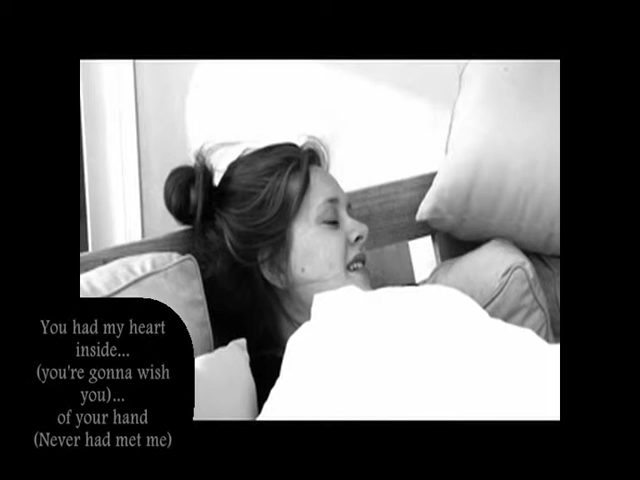 You had my heart
inside...
(you're gonna wish
you)...
of your hand
(Never had met me)